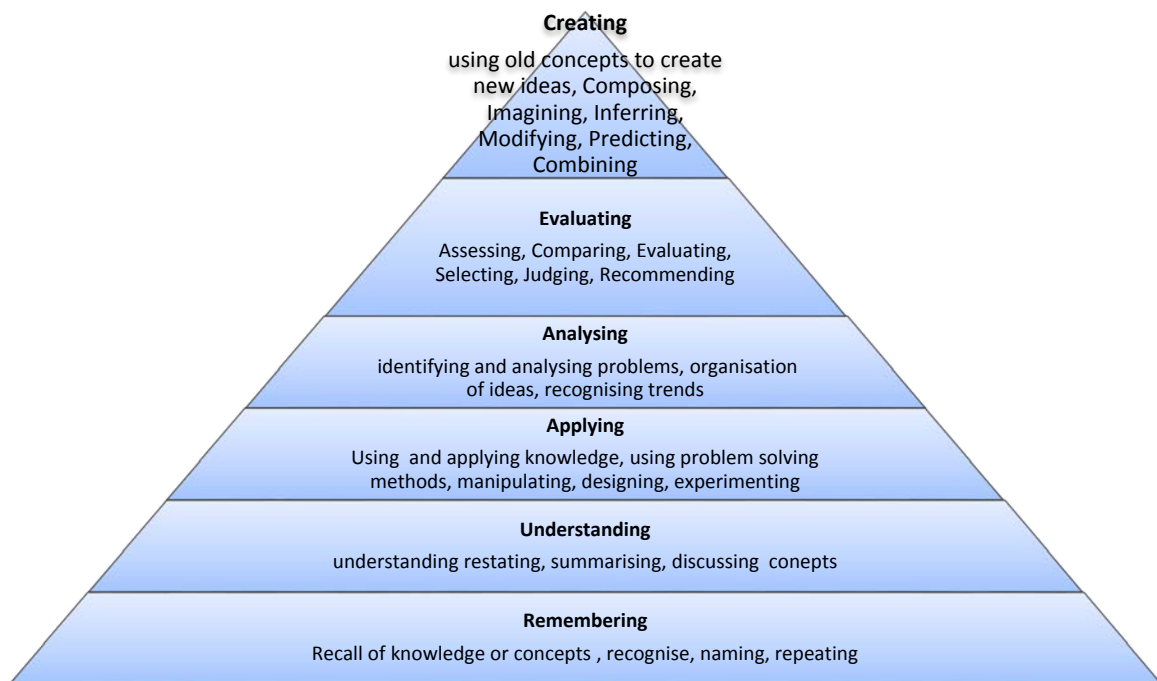 Creating
using old concepts to create
new ideas, Composing,
Imagining, Inferring,
Modifying, Predicting,
Combining
Evaluating
Assessing, Comparing, Evaluating,
Selecting, Judging, Recommending
Analysing
identifying and analysing problems, organisation
of ideas, recognising trends
Applying
Using  and applying knowledge, using problem solving
methods, manipulating, designing, experimenting
Understanding
understanding restating, summarising, discussing  conepts
Remembering
Recall of knowledge or concepts , recognise, naming, repeating